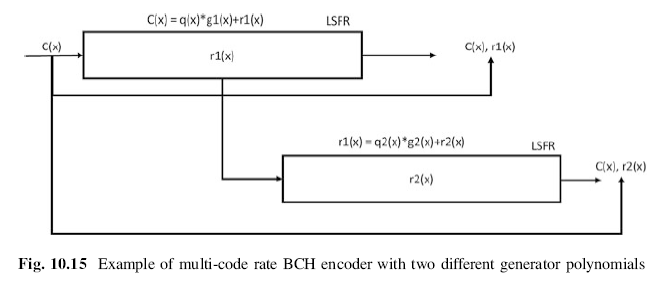 C(x) = q(x)*g1(x)+r1(x)
LSFR
C(x)
r1(x)
C(x), r1(x)
r1(x) = q2(x)*g2(x)+r2(x)
LSFR
r2(x)
C(x), r2(x)
Fig. 10.15 Example of multi-code rate BCH encoder with two different generator polynomials